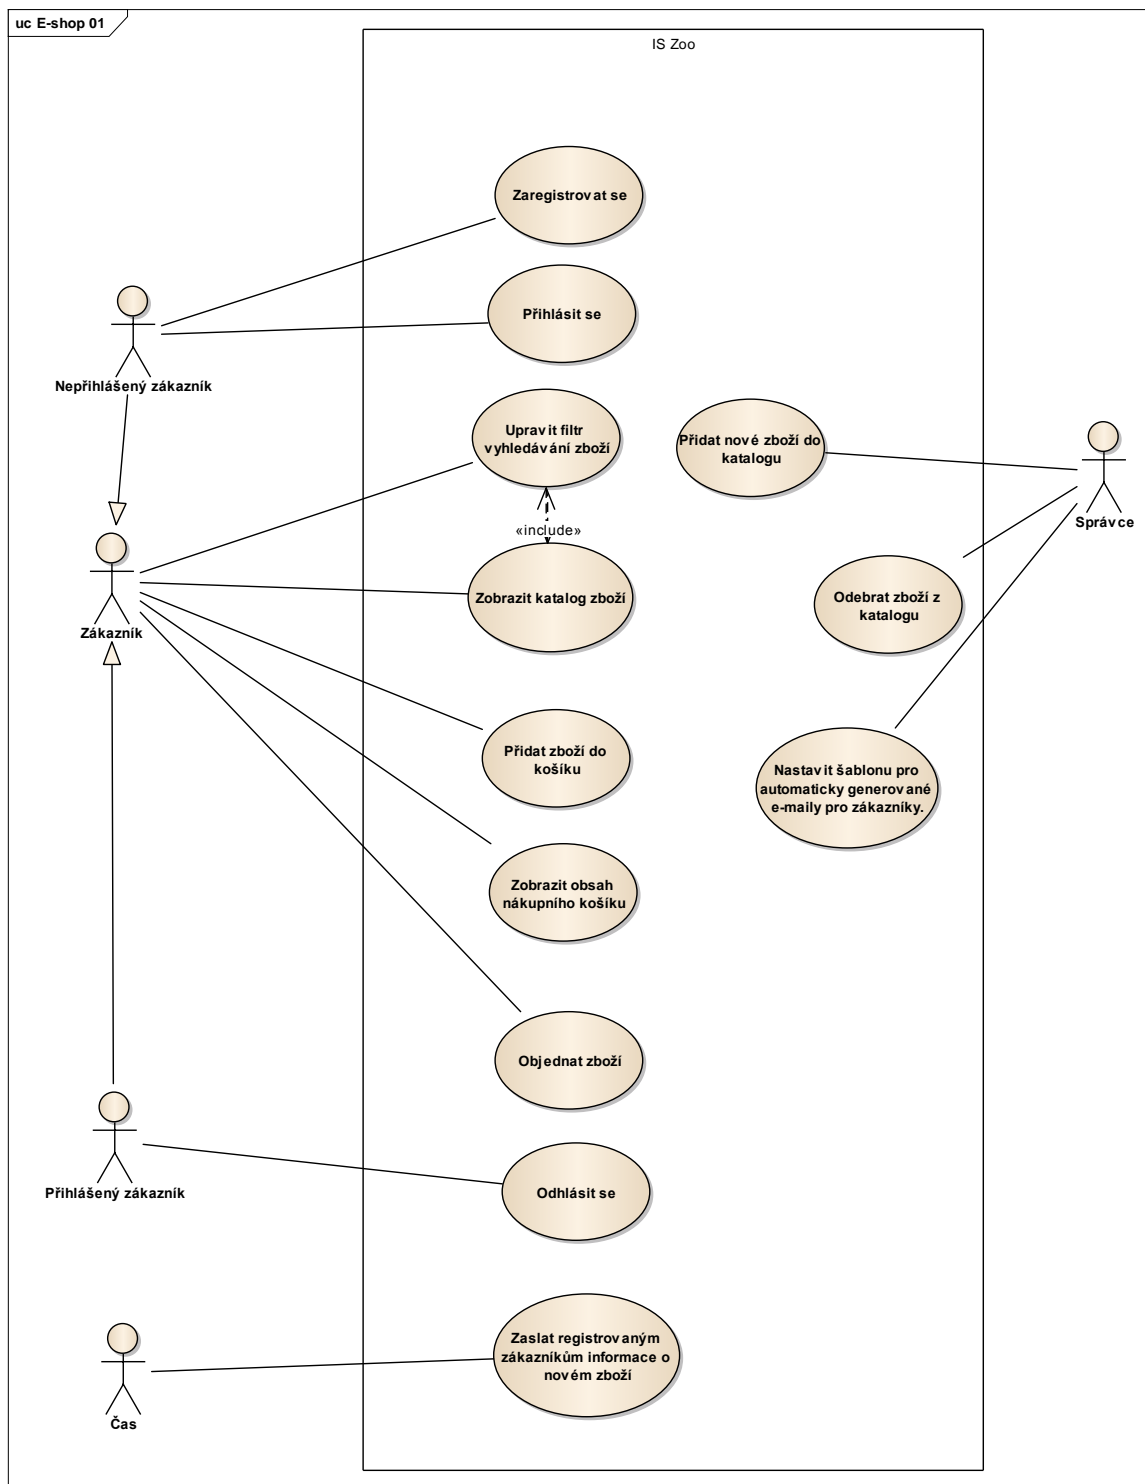 uc E-shop 01
IS Zoo
Zaregistrovat se
Přihlásit se
Nepřihlášený zákazník
Upravit filtr
vyhledávání zboží
Přidat nové zboží do
katalogu
Správce
«include»
Zobrazit katalog zboží
Odebrat zboží z
katalogu
Zákazník
Přidat zboží do
košíku
Nastavit šablonu pro
automaticky generované
e-maily pro zákazníky.
Zobrazit obsah
nákupního košíku
Objednat zboží
Přihlášený zákazník
Odhlásit se
Zaslat registrovaným
zákazníkům informace o
novém zboží
Čas